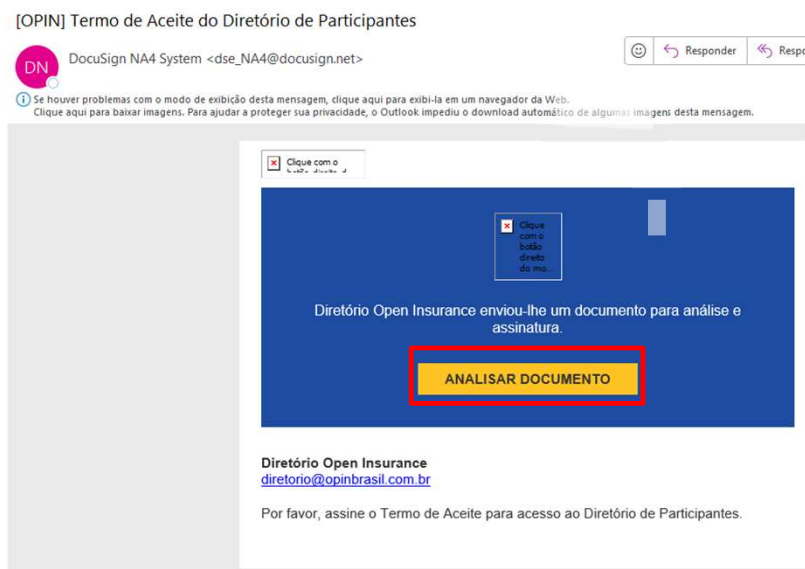 [OPIN] Termo de Aceite do Diretório de Participantes
DN
DocuSign NA4 System <dse_NA4@docusign.net>
Responder
Respo
Se houver problemas com o modo de exibição desta mensagem, clique aqui para exibi-la em um navegador da Web.
Clique aqui para baixar imagens. Para ajudar a proteger sua privacidade, o Outlook impediu o download automático de algumas imagens desta mensagem.
Clique com o
Clique
com o
botão
direto
do mo...
Diretório Open Insurance enviou-lhe um documento para análise e
assinatura.
ANALISAR DOCUMENTO
Diretório Open Insurance
diretorio@opinbrasil.com.br
Por favor, assine o Termo de Aceite para acesso ao Diretório de Participantes.